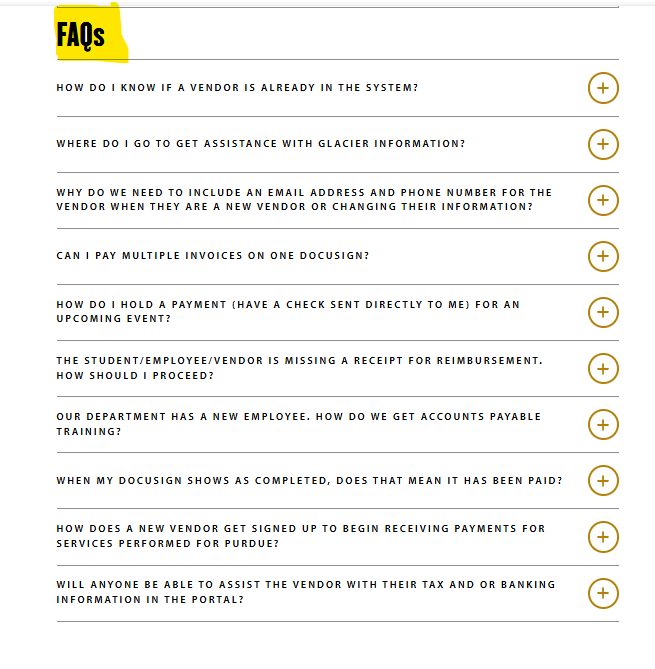 FAQs
HOW DO I KNOW IF A VENDOR IS ALREADY IN THE SYSTEM?
WHERE DO I GO TO GET ASSISTANCE WITH GLACIER INFORMATION?
WHY DO WE NEED TO INCLUDE AN EMAIL ADDRESS AND PHONE NUMBER FOR THE
VENDOR WHEN THEY ARE A NEW VENDOR OR CHANGING THEIR INFORMATION?
CAN I PAY MULTIPLE INVOICES ON ONE DOCUSIGN?
HOW DO I HOLD A PAYMENT (HAVE A CHECK SENT DIRECTLY TO ME) FOR AN
UPCOMING EVENT?
THE STUDENT/EMPLOYEE/VENDOR IS MISSING A RECEIPT FOR REIMBURSEMENT.
HOW SHOULD I PROCEED?
OUR DEPARTMENT HAS A NEW EMPLOYEE. HOW DO WE GET ACCOUNTS PAYABLE
TRAINING?
WHEN MY DOCUSIGN SHOWS AS COMPLETED, DOES THAT MEAN IT HAS BEEN PAID?
HOW DOES A NEW VENDOR GET SIGNED UP TO BEGIN RECEIVING PAYMENTS FOR
SERVICES PERFORMED FOR PURDUE?
WILL ANYONE BE ABLE TO ASSIST THE VENDOR WITH THEIR TAX AND OR BANKING
INFORMATION IN THE PORTAL?